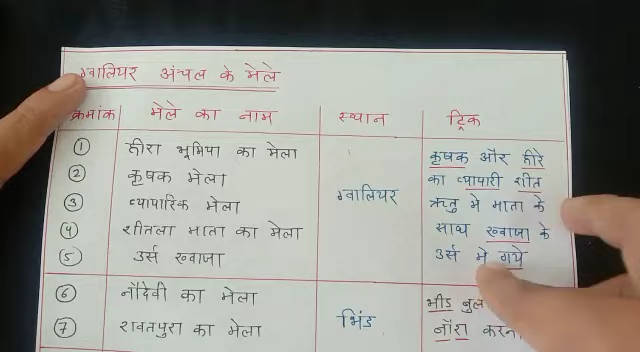 ग्वालियर अंचल के मेले
क्रमांक मेले का नाम स्थान ट्रिक
① हीरा भूमिया का मेला
② कृषक मेला
③ व्यापारिक मेला
④ शीतला माता का मेला
⑤ उर्स ख्वाजा
ग्वालियर
कृषक और हीरे
का व्यापारी शीत
ऋतु मे माता के
साथ ख्वाजा के
उर्स मे गये
⑥ नौदेवी का मेला
⑦ रावतपुरा का मेला
भिंड
भीड बुल
नॉरा करना